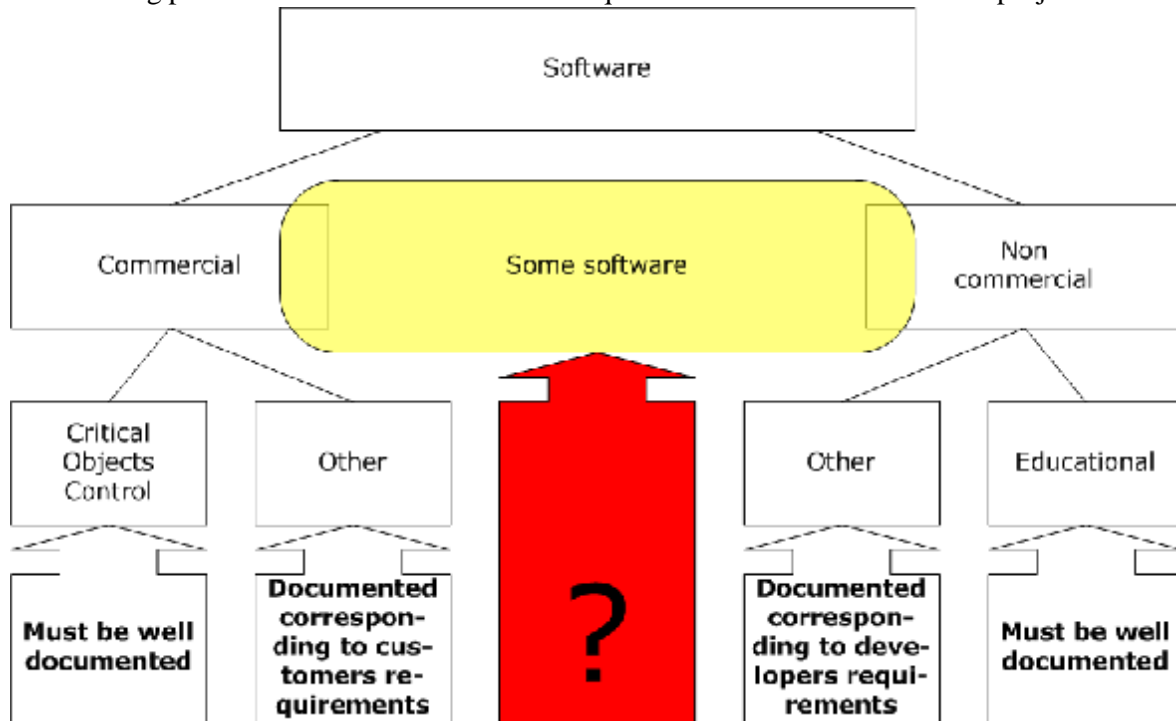 Software
Commercial
Some software
Non
commercial
Critical
Objects
Control
Other
Other
Educational
Must be well
documented
Documented
correspon-
ding to cus-
tomers re-
quirements
?
Documented
correspon-
ding to deve-
lopers requi-
rements
Must be well
documented